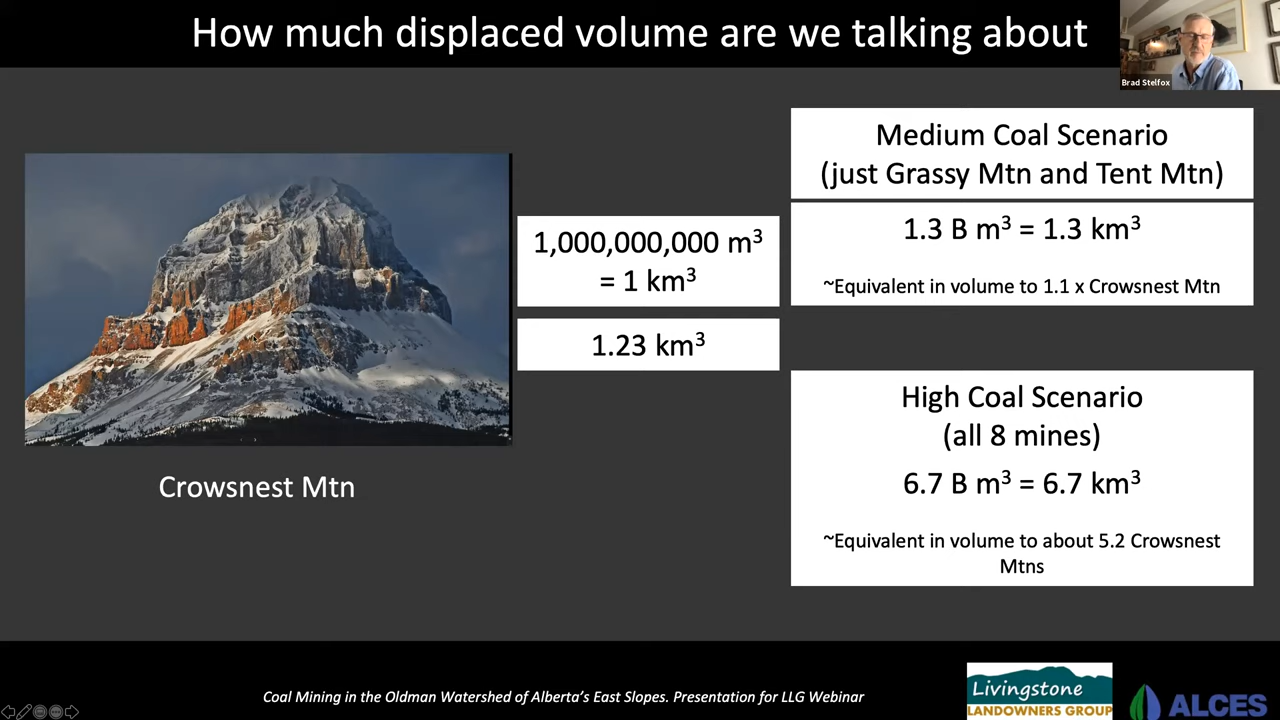 How much displaced volume are we talking about
Brad Stelfox
Medium Coal Scenario
(just Grassy Mtn and Tent Mtn)
1,000,000,000 m³
= 1 km³
1.3 B m³ = 1.3 km³
~Equivalent in volume to 1.1 x Crowsnest Mtn
1.23 km³
High Coal Scenario
(all 8 mines)
6.7 B m³ = 6.7 km³
~Equivalent in volume to about 5.2 Crowsnest
Mtns
Crowsnest Mtn
Coal Mining in the Oldman Watershed of Alberta's East Slopes. Presentation for LLG Webinar
Livingstone
LANDOWNERS GROUP
ALCES